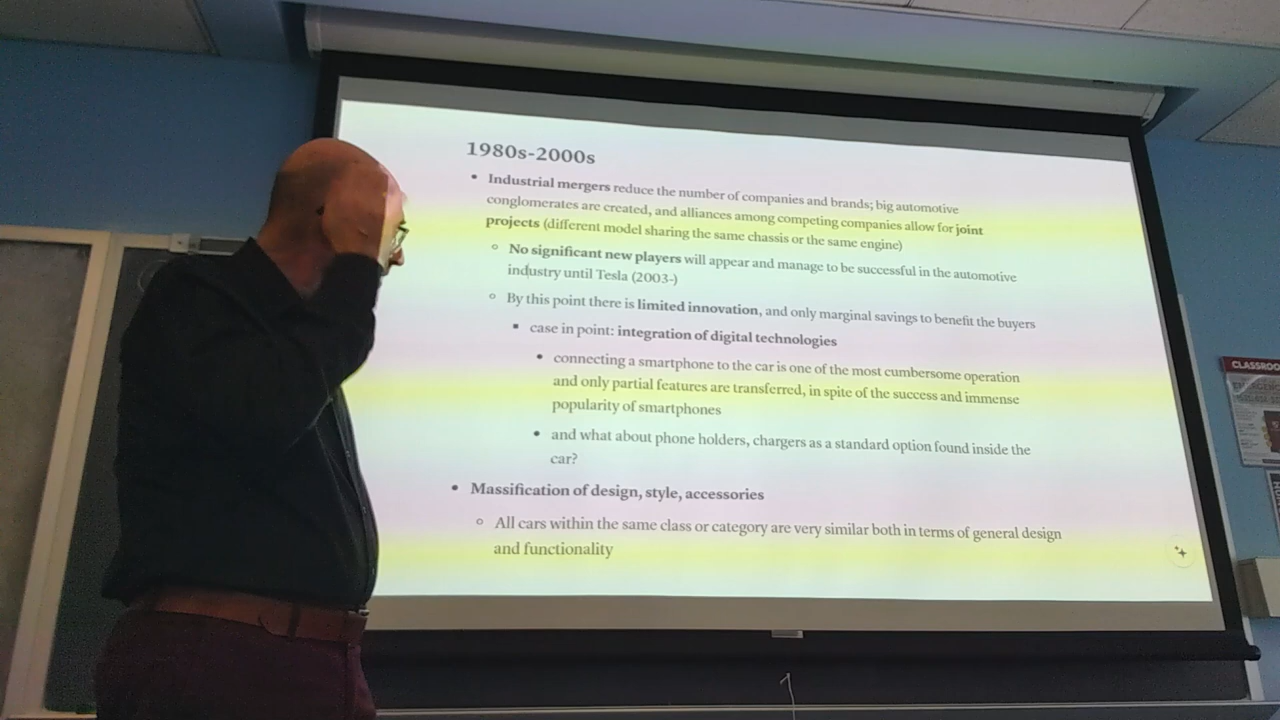 1980s-2000s
• Industrial mergers reduce the number of companies and brands; big automotive
conglomerates are created, and alliances among competing companies allow for joint
projects (different model sharing the same chassis or the same engine)
◦ No significant new players will appear and manage to be successful in the automotive
industry until Tesla (2003-)
◦ By this point there is limited innovation, and only marginal savings to benefit the buyers
▪ case in point: integration of digital technologies
• connecting a smartphone to the car is one of the most cumbersome operation
and only partial features are transferred, in spite of the success and immense
popularity of smartphones
• and what about phone holders, chargers as a standard option found inside the
car?
• Massification of design, style, accessories
◦ All cars within the same class or category are very similar both in terms of general design
and functionality
CLASSROO